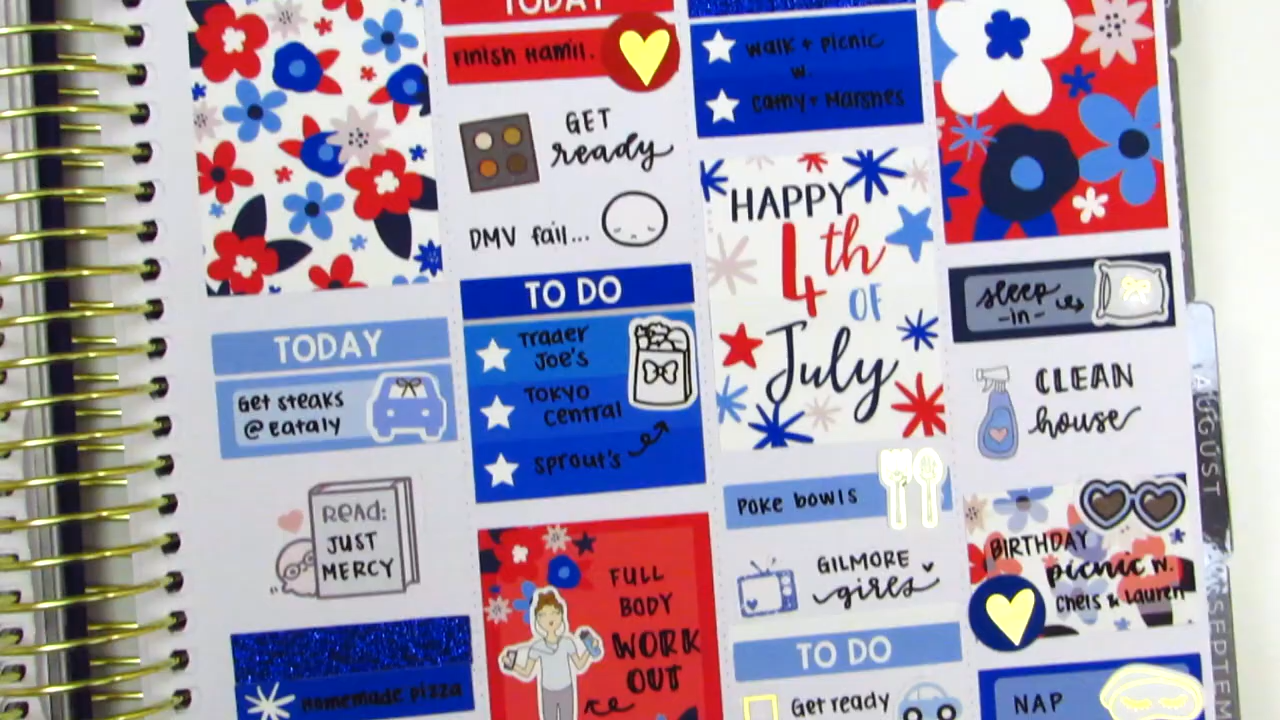 TODAY
Get steaks
@ Eataly
Read:
JUST
MERCY
Homemade pizza
TODAY
Finish Hamil.
GET
ready
DMV fail...
TO DO
Trader
Joe's
TOKYO
central
sprout's
FULL
BODY
WORK
OUT
walk + picnic
w.
Cathy + Marshes
HAPPY
4th
OF
July
POKE bowls
GILMORE
girls
TO DO
Get ready
sleep
-in-
CLEAN
house
BIRTHDAY
picnic w.
Chels & Lauren
NAP
AUGUST
SEPTEM